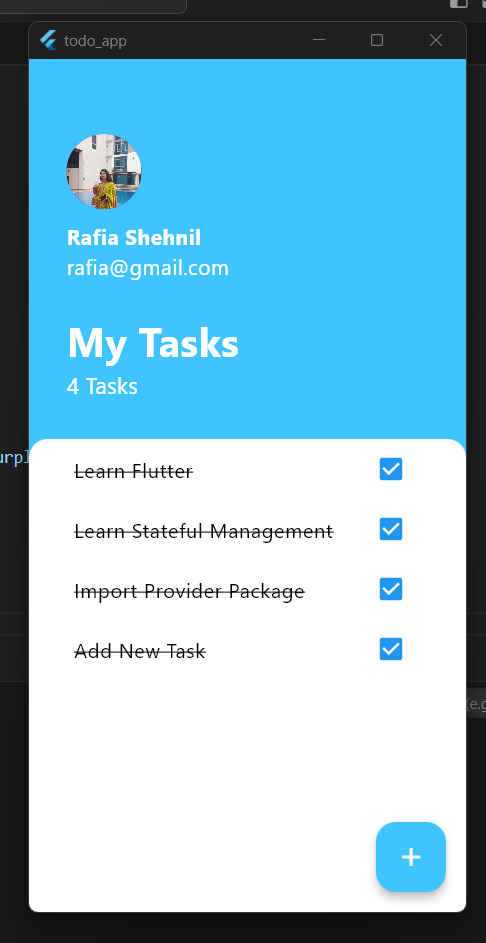 todo_app
Rafia Shehnil
rafia@gmail.com
My Tasks
4 Tasks
Learn Flutter
Learn Stateful Management
Import Provider Package
Add New Task
(e.g